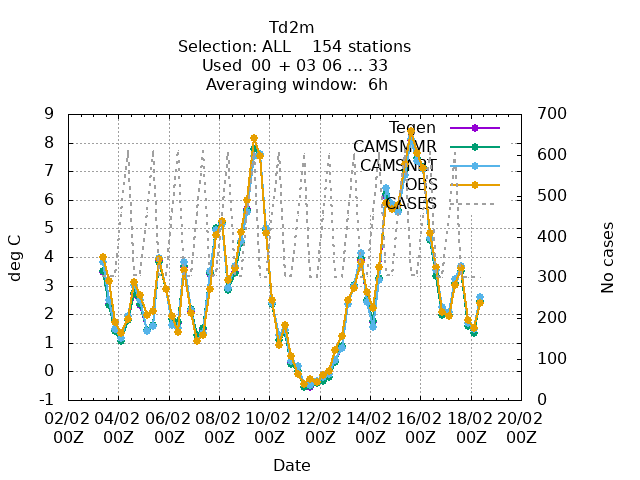 Td2m
Selection: ALL    154 stations
Used  00 + 03 06 ... 33
Averaging window:  6h
9 700
8 600
7 500
6 400
5 300
4 200
3 100
2 0
1
0
-1
Tegen
CAMSMMR
CAMSNRT
OBS
CASES
deg C
No cases
02/02 04/02 06/02 08/02 10/02 12/02 14/02 16/02 18/02 20/02
00Z 00Z 00Z 00Z 00Z 00Z 00Z 00Z 00Z 00Z
Date